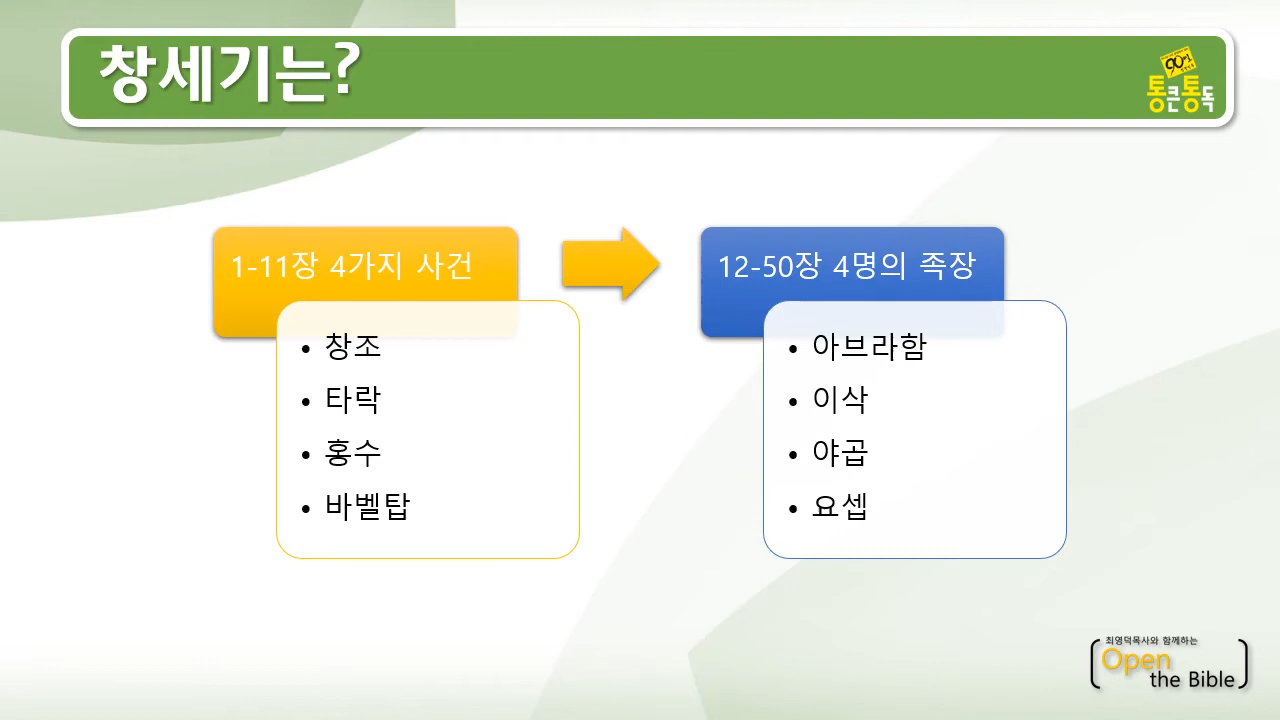 창세기는?
90일
통큰통독
1-11장 4가지 사건
• 창조
• 타락
• 홍수
• 바벨탑
12-50장 4명의 족장
• 아브라함
• 이삭
• 야곱
• 요셉
최영덕목사와 함께하는
Open
the Bible